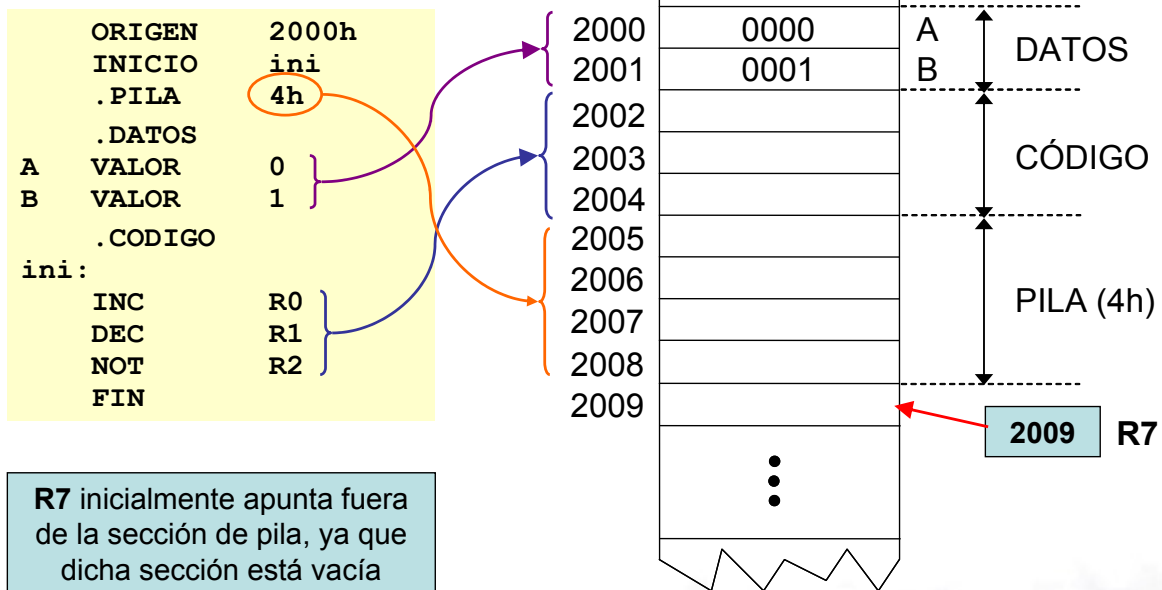 ORIGEN 2000h
INICIO ini
.PILA 4h
.DATOS
A VALOR 0
B VALOR 1
.CODIGO
ini:
INC R0
DEC R1
NOT R2
FIN
R7 inicialmente apunta fuera
de la sección de pila, ya que
dicha sección está vacía
2000 0000 A
2001 0001 B
2002
2003
2004
2005
2006
2007
2008
2009
DATOS
CÓDIGO
PILA (4h)
2009 R7